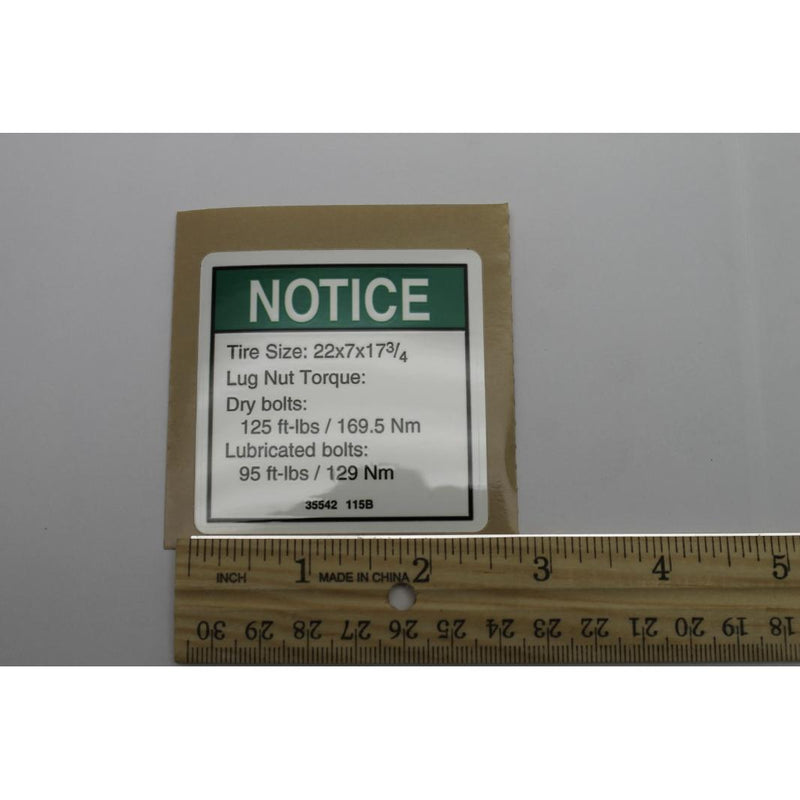 NOTICE
Tire Size: 22x7x17 3/4
Lug Nut Torque:
Dry bolts:
125 ft-lbs / 169.5 Nm
Lubricated bolts:
95 ft-lbs / 129 Nm
35542 115B
1 2 3 4 5
INCH MADE IN CHINA
30 29 28 27 26 25 24 23 22 21 20 19 18